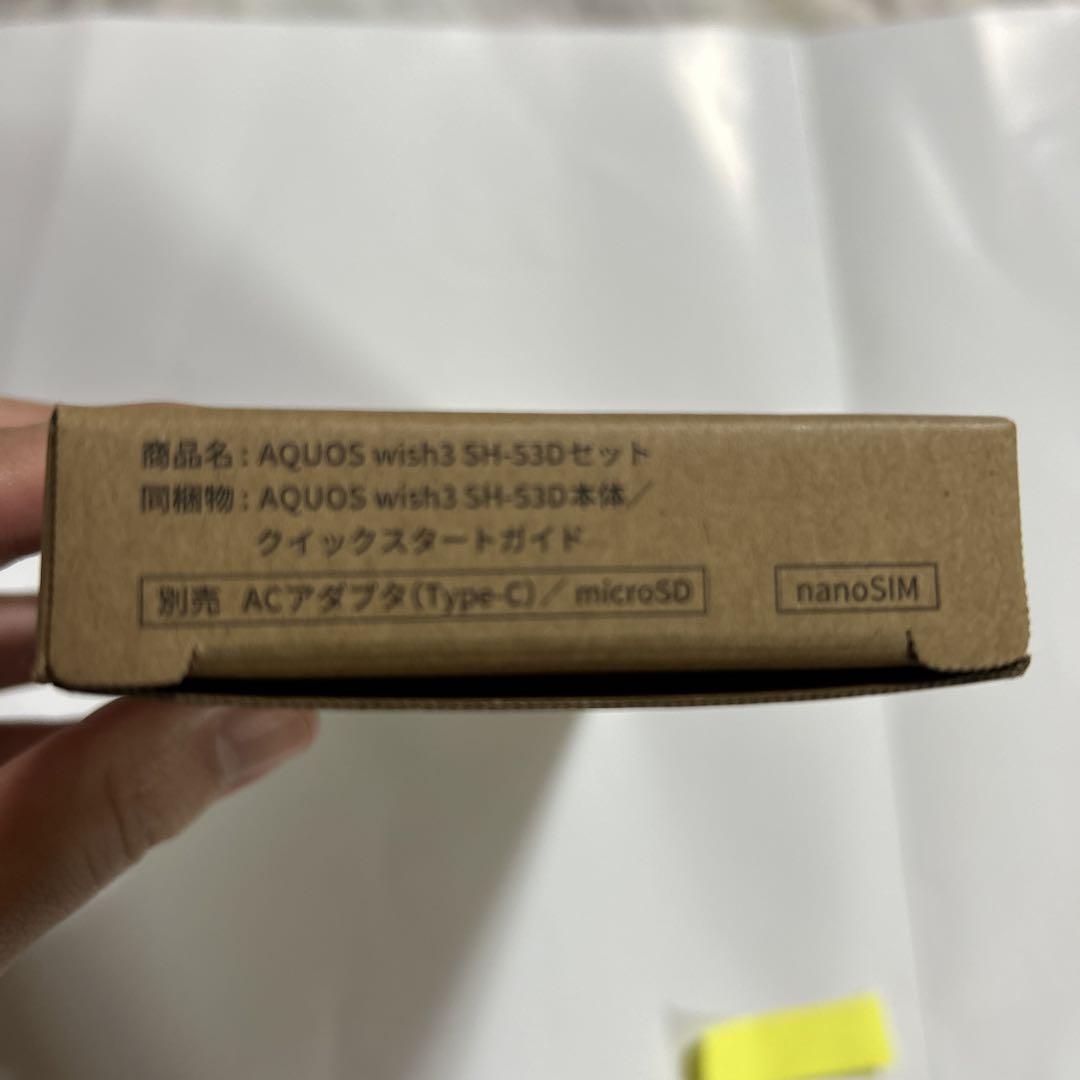 商品名：AQUOS wish3 SH-53Dセット
同梱物：AQUOS wish3 SH-53D本体／
クイックスタートガイド
別売 ACアダプタ（Type-C）／ microSD
nanoSIM